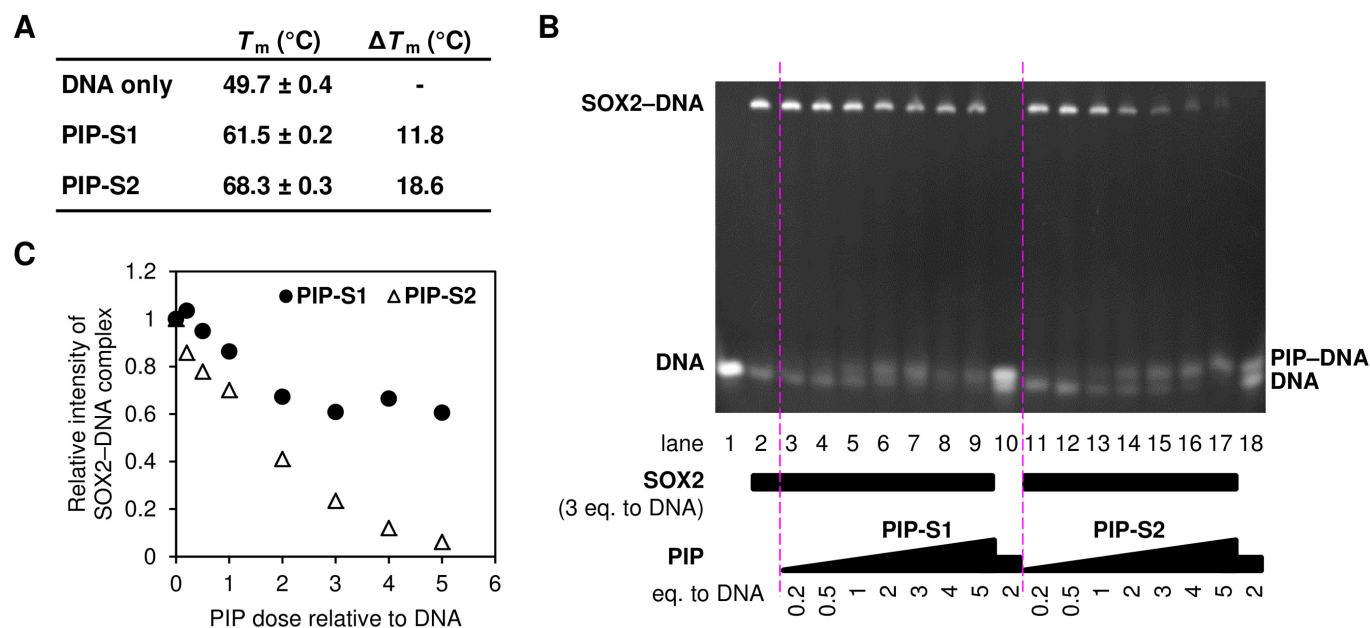 A
Tm (°C) ΔTm (°C)
DNA only 49.7 ± 0.4 -
PIP-S1 61.5 ± 0.2 11.8
PIP-S2 68.3 ± 0.3 18.6
B
SOX2–DNA
DNA
PIP–DNA
DNA
lane 1 2 3 4 5 6 7 8 9 10 11 12 13 14 15 16 17 18
SOX2
(3 eq. to DNA)
PIP-S1 PIP-S2
PIP
eq. to DNA 0.2 0.5 1 2 3 4 5 2 0.2 0.5 1 2 3 4 5 2
C
Relative intensity of
SOX2–DNA complex
1.2
1
0.8
0.6
0.4
0.2
0
PIP-S1 PIP-S2
0 1 2 3 4 5 6
PIP dose relative to DNA